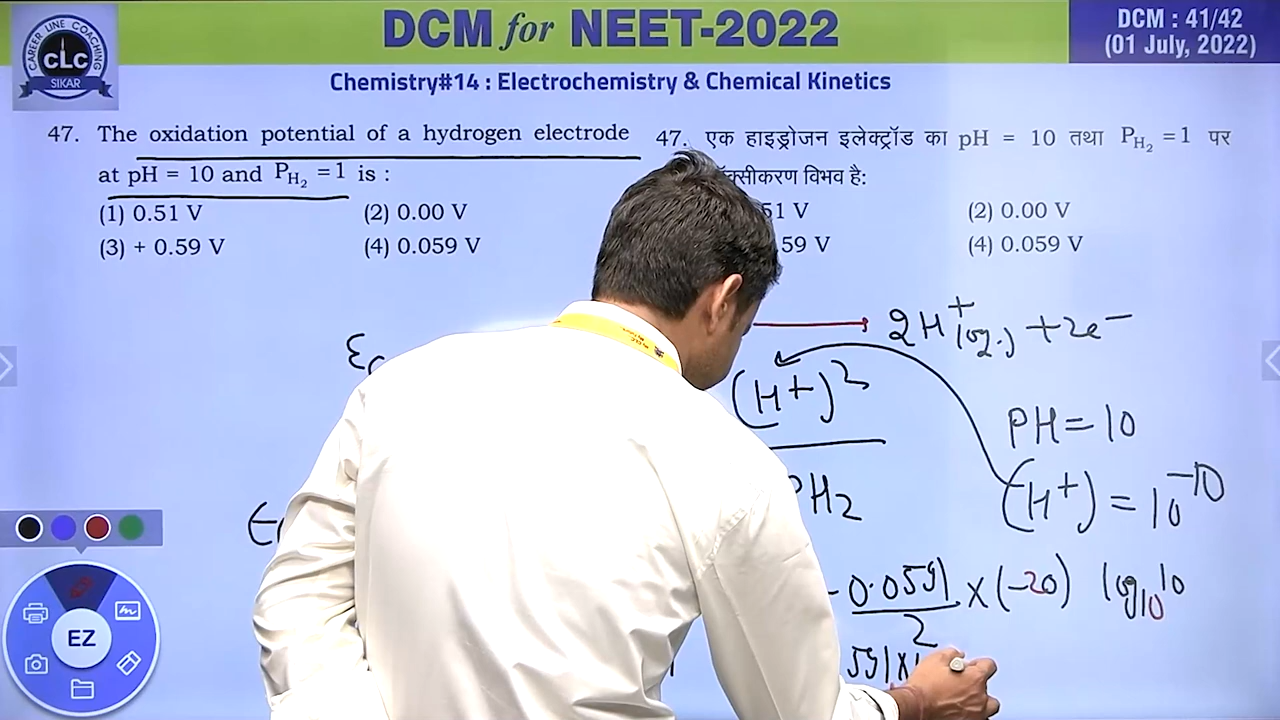 CAREER LINE COACHING
CLC
SIKAR
DCM for NEET-2022
DCM : 41/42
(01 July, 2022)
Chemistry#14 : Electrochemistry & Chemical Kinetics
47. The oxidation potential of a hydrogen electrode
at pH = 10 and P_H₂ = 1 is :
(1) 0.51 V (2) 0.00 V
(3) + 0.59 V (4) 0.059 V
47. एक हाइड्रोजन इलेक्ट्रॉड का pH = 10 तथा P_H₂ = 1 पर
विभव है:
51 V (2) 0.00 V
.59 V (4) 0.059 V
2H⁺ + 2e⁻
(H+)²
PH = 10
PH₂
(H+) = 10⁻¹⁰
- 0.0591/2 × (-20) log₁₀10
591 ×
EZ